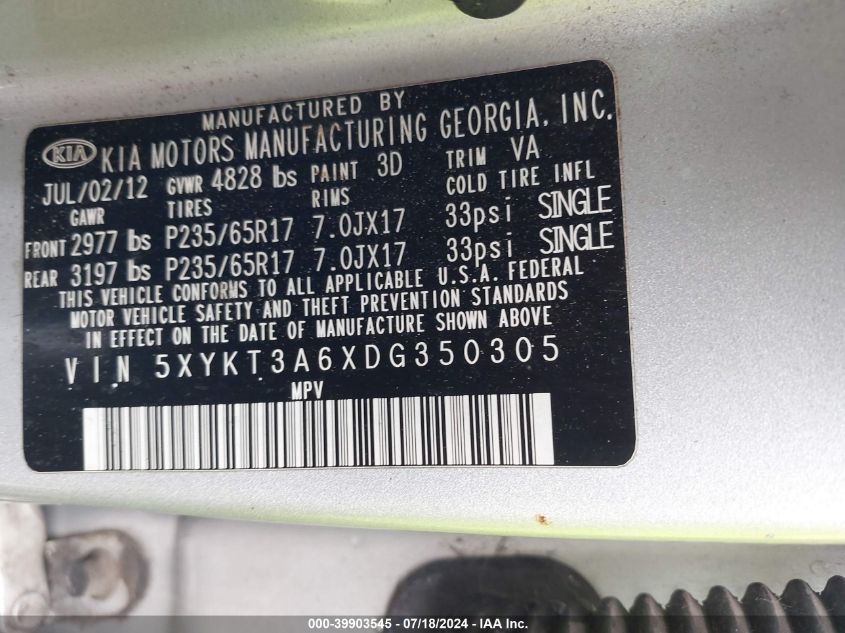 MANUFACTURED BY
KIA KIA MOTORS MANUFACTURING GEORGIA, INC.
JUL/02/12 GVWR 4828 lbs PAINT 3D TRIM VA
GAWR TIRES RIMS COLD TIRE INFL
FRONT 2977 lbs P235/65R17 7.0JX17 33psi SINGLE
REAR 3197 lbs P235/65R17 7.0JX17 33psi SINGLE
THIS VEHICLE CONFORMS TO ALL APPLICABLE U.S.A. FEDERAL
MOTOR VEHICLE SAFETY AND THEFT PREVENTION STANDARDS
IN EFFECT ON THE DATE OF MANUFACTURE SHOWN ABOVE
VIN 5XYKT3A6XDG350305
MPV
000-39903545 - 07/18/2024 - IAA Inc.